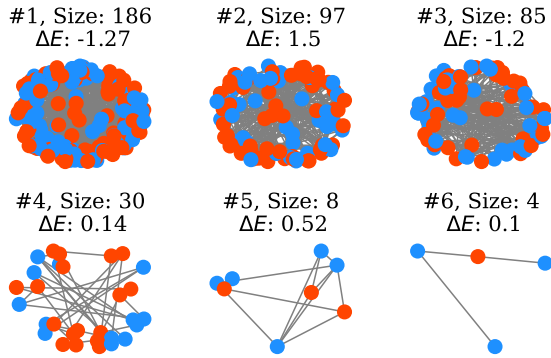 #1, Size: 186
ΔE: -1.27
#2, Size: 97
ΔE: 1.5
#3, Size: 85
ΔE: -1.2
#4, Size: 30
ΔE: 0.14
#5, Size: 8
ΔE: 0.52
#6, Size: 4
ΔE: 0.1